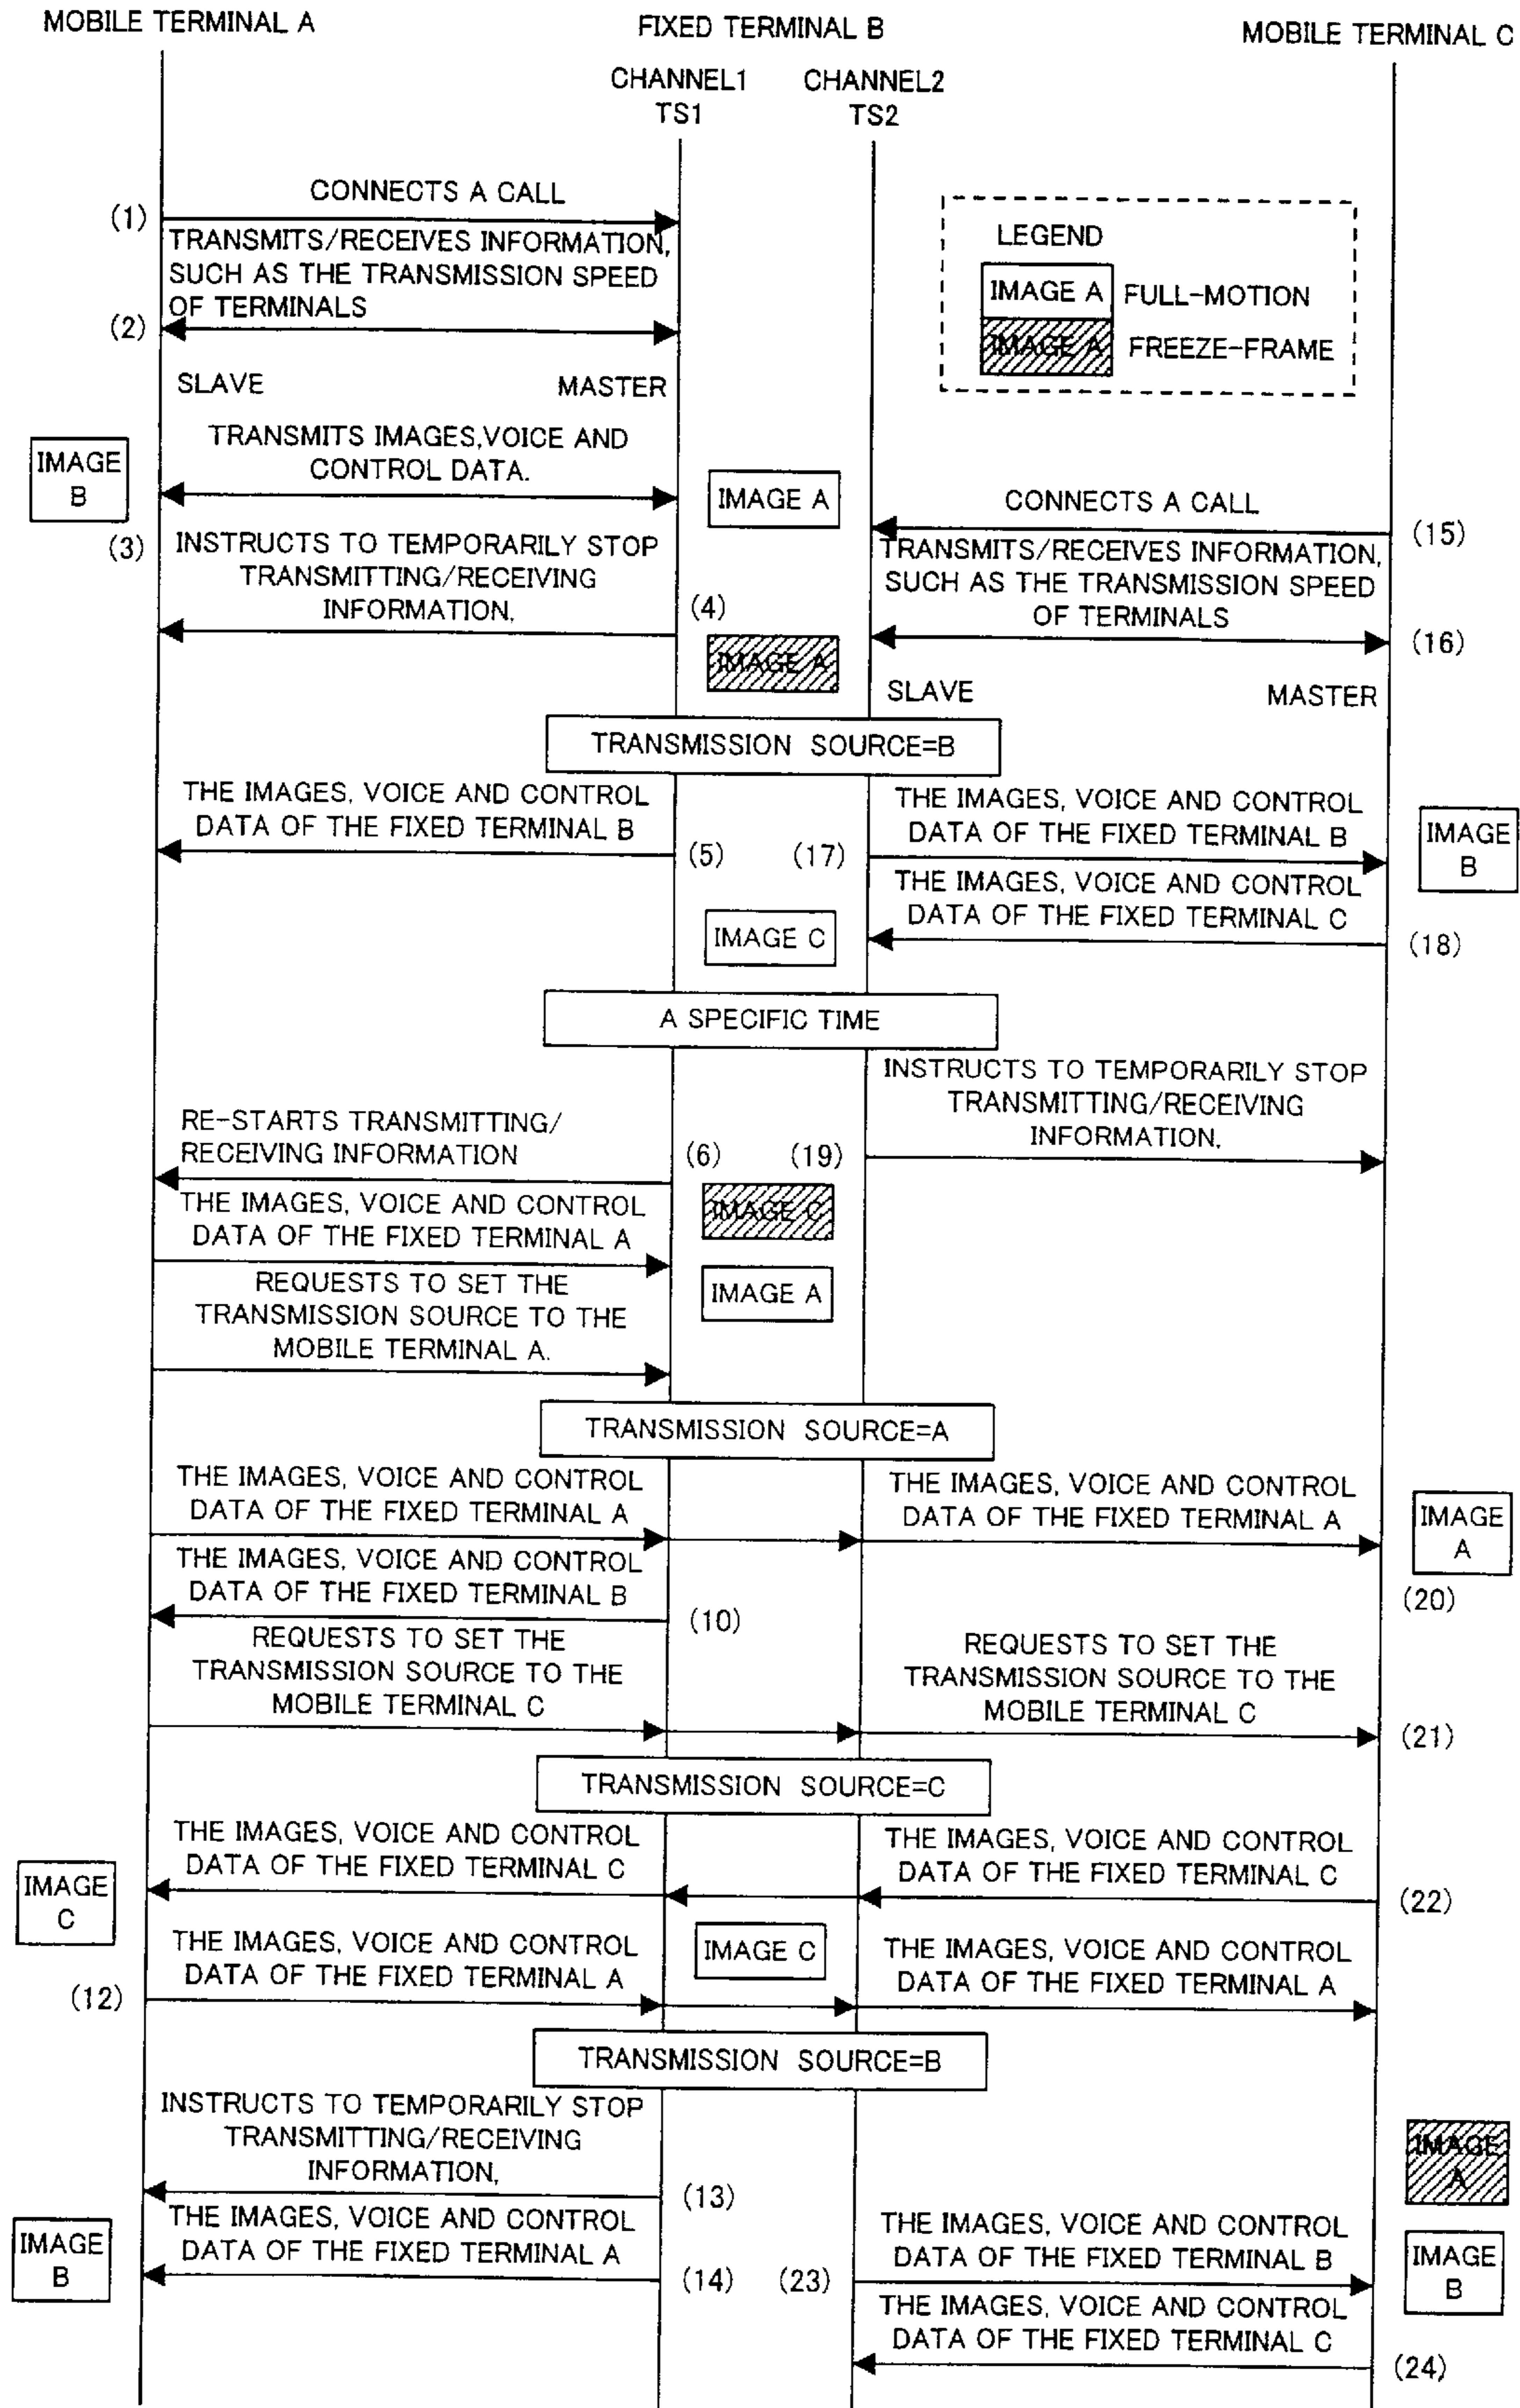 MOBILE TERMINAL A
FIXED TERMINAL B
MOBILE TERMINAL C
CHANNEL1
TS1
CHANNEL2
TS2
CONNECTS A CALL
(1)
TRANSMITS/RECEIVES INFORMATION,
SUCH AS THE TRANSMISSION SPEED
OF TERMINALS
(2)
LEGEND
IMAGE A
FULL-MOTION
IMAGE A
FREEZE-FRAME
SLAVE
MASTER
TRANSMITS IMAGES,VOICE AND
CONTROL DATA.
IMAGE
B
IMAGE A
CONNECTS A CALL
(15)
(3)
INSTRUCTS TO TEMPORARILY STOP
TRANSMITTING/RECEIVING
INFORMATION.
(4)
TRANSMITS/RECEIVES INFORMATION,
SUCH AS THE TRANSMISSION SPEED
OF TERMINALS
(16)
IMAGE A
SLAVE
MASTER
TRANSMISSION SOURCE=B
THE IMAGES, VOICE AND CONTROL
DATA OF THE FIXED TERMINAL B
(5)
(17)
THE IMAGES, VOICE AND CONTROL
DATA OF THE FIXED TERMINAL B
IMAGE
B
THE IMAGES, VOICE AND CONTROL
DATA OF THE FIXED TERMINAL C
(18)
IMAGE C
A SPECIFIC TIME
INSTRUCTS TO TEMPORARILY STOP
TRANSMITTING/RECEIVING
INFORMATION.
RE-STARTS TRANSMITTING/
RECEIVING INFORMATION
(6)
(19)
IMAGE C
THE IMAGES, VOICE AND CONTROL
DATA OF THE FIXED TERMINAL A
IMAGE A
REQUESTS TO SET THE
TRANSMISSION SOURCE TO THE
MOBILE TERMINAL A.
TRANSMISSION SOURCE=A
THE IMAGES, VOICE AND CONTROL
DATA OF THE FIXED TERMINAL A
THE IMAGES, VOICE AND CONTROL
DATA OF THE FIXED TERMINAL A
IMAGE
A
(20)
THE IMAGES, VOICE AND CONTROL
DATA OF THE FIXED TERMINAL B
(10)
REQUESTS TO SET THE
TRANSMISSION SOURCE TO THE
MOBILE TERMINAL C
REQUESTS TO SET THE
TRANSMISSION SOURCE TO THE
MOBILE TERMINAL C
(21)
TRANSMISSION SOURCE=C
THE IMAGES, VOICE AND CONTROL
DATA OF THE FIXED TERMINAL C
THE IMAGES, VOICE AND CONTROL
DATA OF THE FIXED TERMINAL C
(22)
IMAGE
C
IMAGE C
THE IMAGES, VOICE AND CONTROL
DATA OF THE FIXED TERMINAL A
(12)
THE IMAGES, VOICE AND CONTROL
DATA OF THE FIXED TERMINAL A
TRANSMISSION SOURCE=B
INSTRUCTS TO TEMPORARILY STOP
TRANSMITTING/RECEIVING
INFORMATION.
(13)
IMAGE
A
THE IMAGES, VOICE AND CONTROL
DATA OF THE FIXED TERMINAL A
IMAGE
B
(14)
(23)
THE IMAGES, VOICE AND CONTROL
DATA OF THE FIXED TERMINAL B
IMAGE
B
THE IMAGES, VOICE AND CONTROL
DATA OF THE FIXED TERMINAL C
(24)